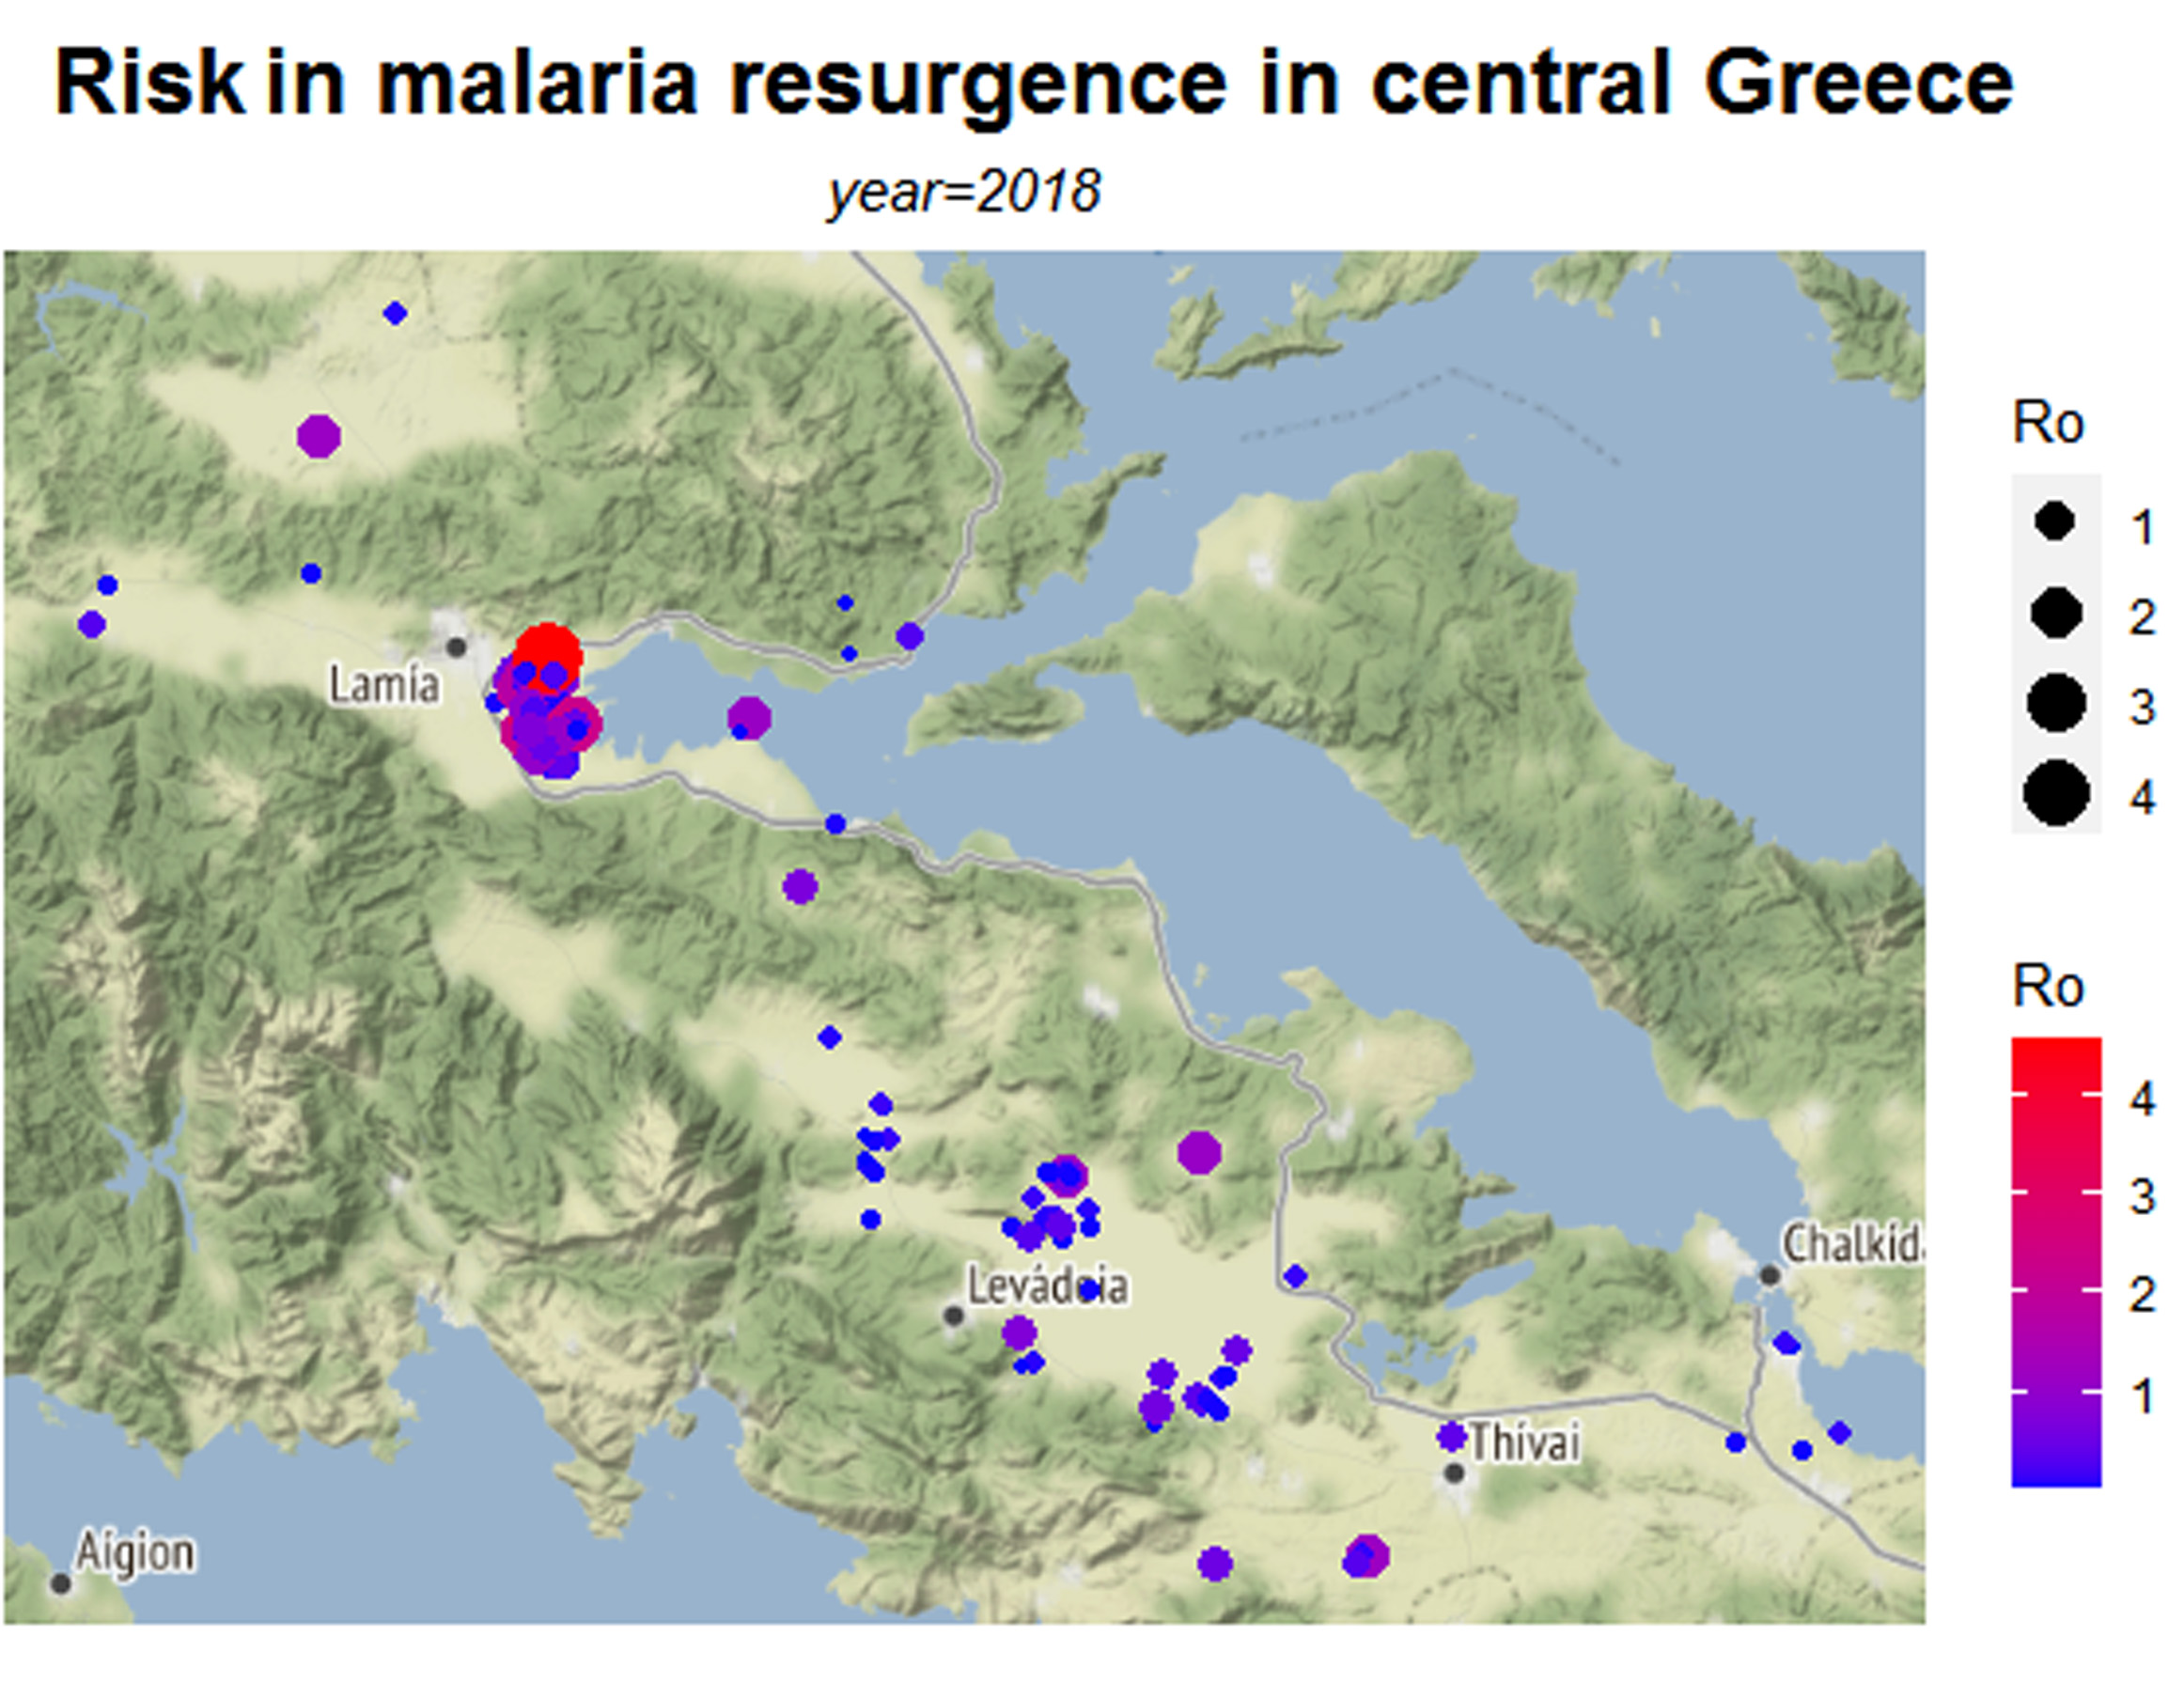 Risk in malaria resurgence in central Greece
year=2018
Ro
1
2
3
4
Ro
4
3
2
1
Lamía
Levádeia
Chalkíd
Thívai
Aígion